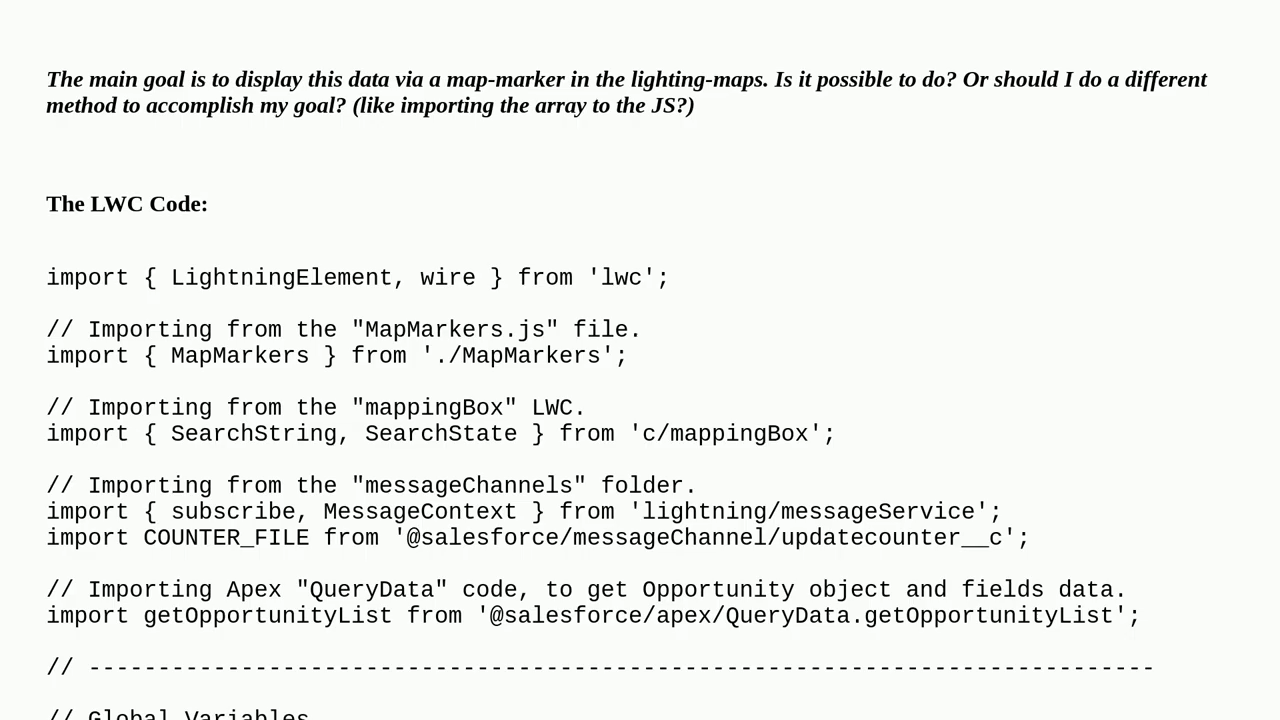 The main goal is to display this data via a map-marker in the lighting-maps. Is it possible to do? Or should I do a different
method to accomplish my goal? (like importing the array to the JS?)
The LWC Code:
import { LightningElement, wire } from 'lwc';
// Importing from the "MapMarkers.js" file.
import { MapMarkers } from './MapMarkers';
// Importing from the "mappingBox" LWC.
import { SearchString, SearchState } from 'c/mappingBox';
// Importing from the "messageChannels" folder.
import { subscribe, MessageContext } from 'lightning/messageService';
import COUNTER_FILE from '@salesforce/messageChannel/updatecounter__c';
// Importing Apex "QueryData" code, to get Opportunity object and fields data.
import getOpportunityList from '@salesforce/apex/QueryData.getOpportunityList';
// -----------------------------------------------------------------------------
// Global Variables